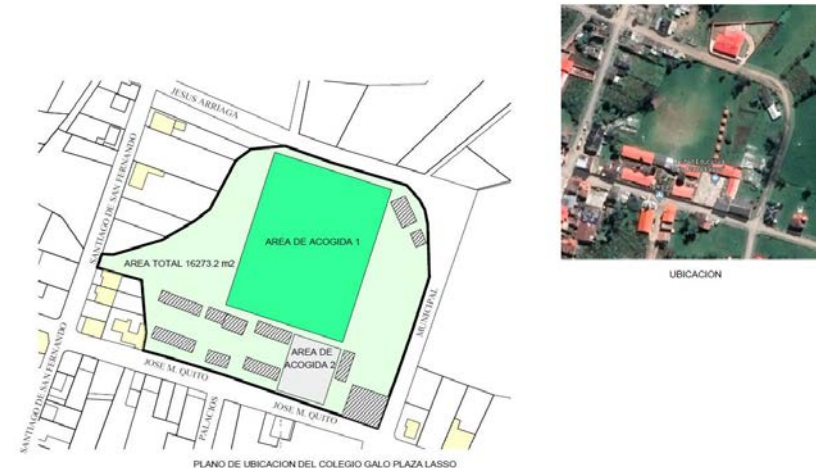 JESUS ARRIAGA
SANTIAGO DE SAN FERNANDO
AREA DE ACOGIDA 1
AREA TOTAL 16273.2 m2
MUNICIPAL
AREA DE
ACOGIDA 2
JOSE M. QUITO
JOSE M. QUITO
SANTIAGO DE SAN FERNANDO
PALACIOS
PLANO DE UBICACION DEL COLEGIO GALO PLAZA LASSO
UBICACION